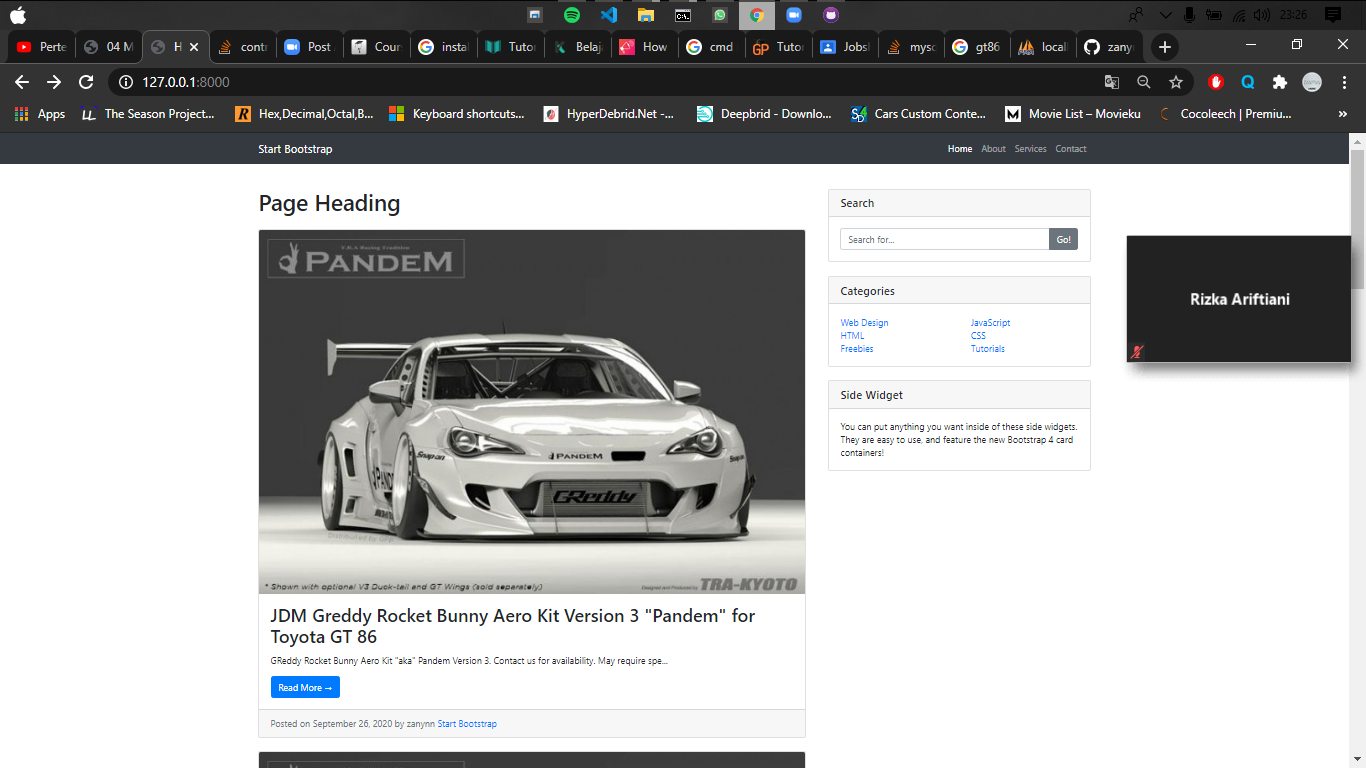 23:26
Perte
04 M
H
contr
Post
Cour
insta
Tutor
Belaj
How
cmd
Tutor
Jobsl
mysc
gt86
locall
zany
127.0.0.1:8000
Apps
The Season Project...
Hex,Decimal,Octal,B...
Keyboard shortcuts...
HyperDebrid.Net -...
Deepbrid - Downlo...
Cars Custom Conte...
Movie List – Movieku
Cocoleech | Premiu...
Start Bootstrap
Home
About
Services
Contact
Page Heading
T.R.A Racing Tradition
PANDEM
Snap-on
PANDEM
Snap-on
PANDEM
GReddy
Distributed by GPP
* Shown with optional V3 Duck-tail and GT Wings (sold seperately)
Designed and Produced by TRA-KYOTO
JDM Greddy Rocket Bunny Aero Kit Version 3 "Pandem" for
Toyota GT 86
GReddy Rocket Bunny Aero Kit "aka" Pandem Version 3. Contact us for availability. May require spe...
Read More →
Posted on September 26, 2020 by zanynn Start Bootstrap
Search
Search for...
Go!
Categories
Web Design
JavaScript
HTML
CSS
Freebies
Tutorials
Side Widget
You can put anything you want inside of these side widgets.
They are easy to use, and feature the new Bootstrap 4 card
containers!
Rizka Ariftiani